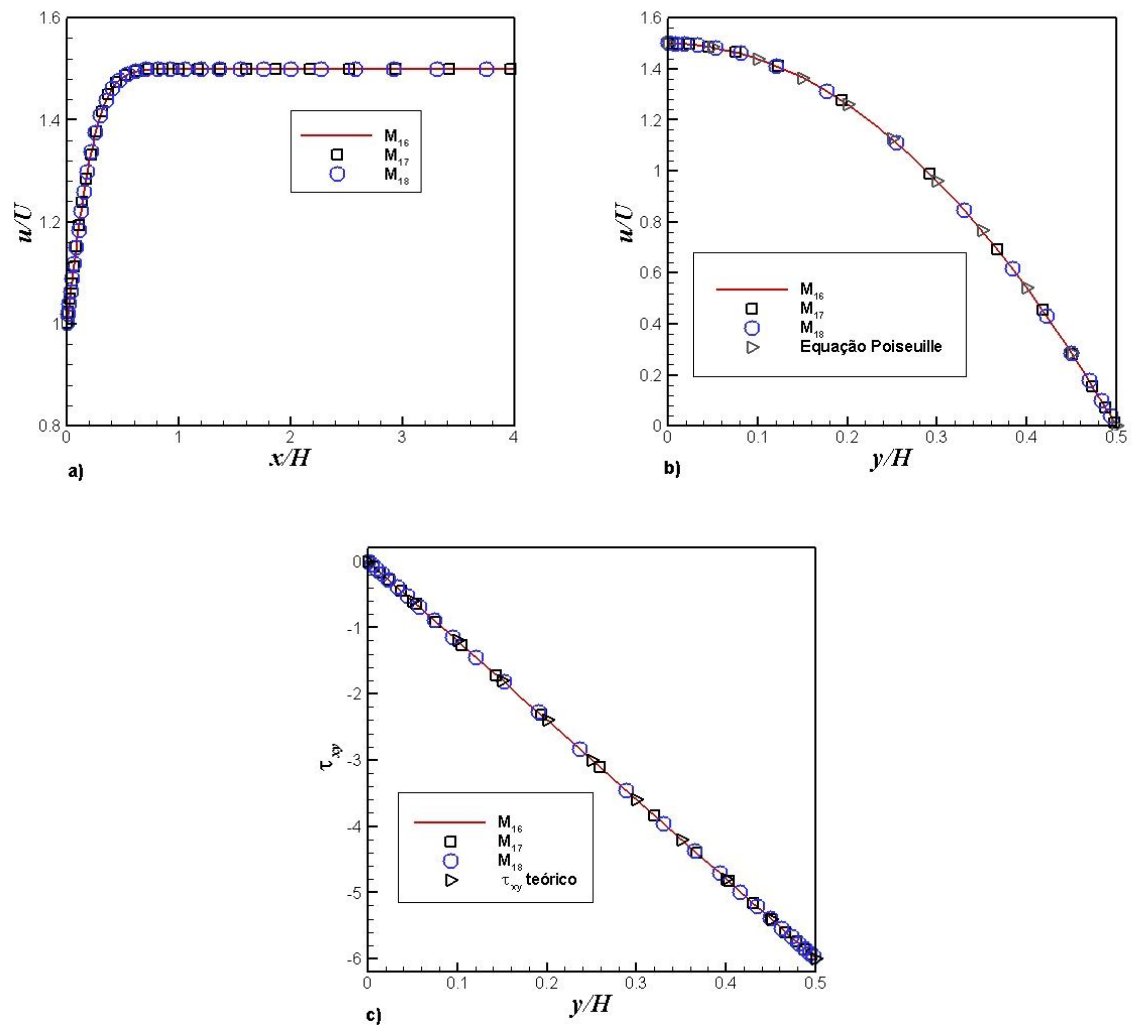 1.6
1.4
1.2
1
0.8
u/U
0
1
2
3
4
x/H
M16
M17
M18
a)
1.6
1.4
1.2
1
0.8
0.6
0.4
0.2
0
u/U
0
0.1
0.2
0.3
0.4
0.5
y/H
M16
M17
M18
Equação Poiseuille
b)
0
-1
-2
-3
-4
-5
-6
τxy
0
0.1
0.2
0.3
0.4
0.5
y/H
M16
M17
M18
τxy teórico
c)